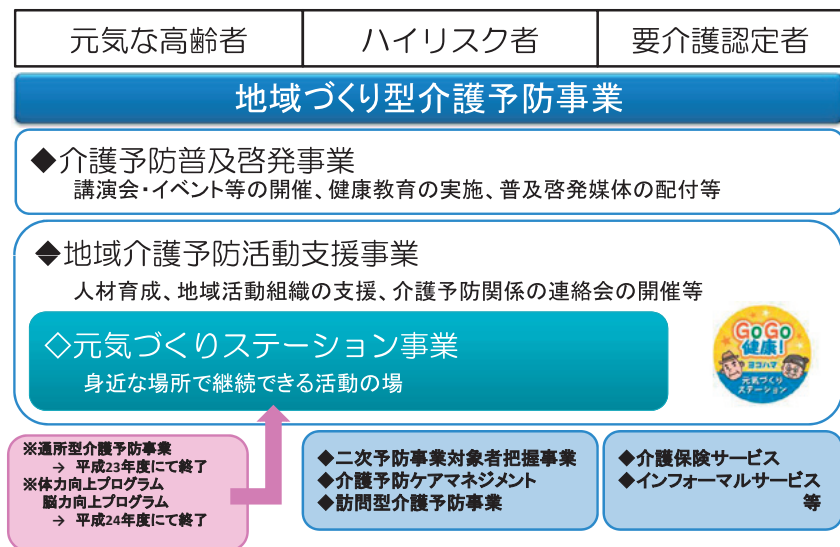 元気な高齢者
ハイリスク者
要介護認定者
地域づくり型介護予防事業
◆介護予防普及啓発事業
講演会・イベント等の開催、健康教育の実施、普及啓発媒体の配付等
◆地域介護予防活動支援事業
人材育成、地域活動組織の支援、介護予防関係の連絡会の開催等
◇元気づくりステーション事業
身近な場所で継続できる活動の場
GoGo
健康!
ヨコハマ
元気づくり
ステーション
※通所型介護予防事業
→ 平成23年度にて終了
※体力向上プログラム
脳力向上プログラム
→ 平成24年度にて終了
◆二次予防事業対象者把握事業
◆介護予防ケアマネジメント
◆訪問型介護予防事業
◆介護保険サービス
◆インフォーマルサービス
等